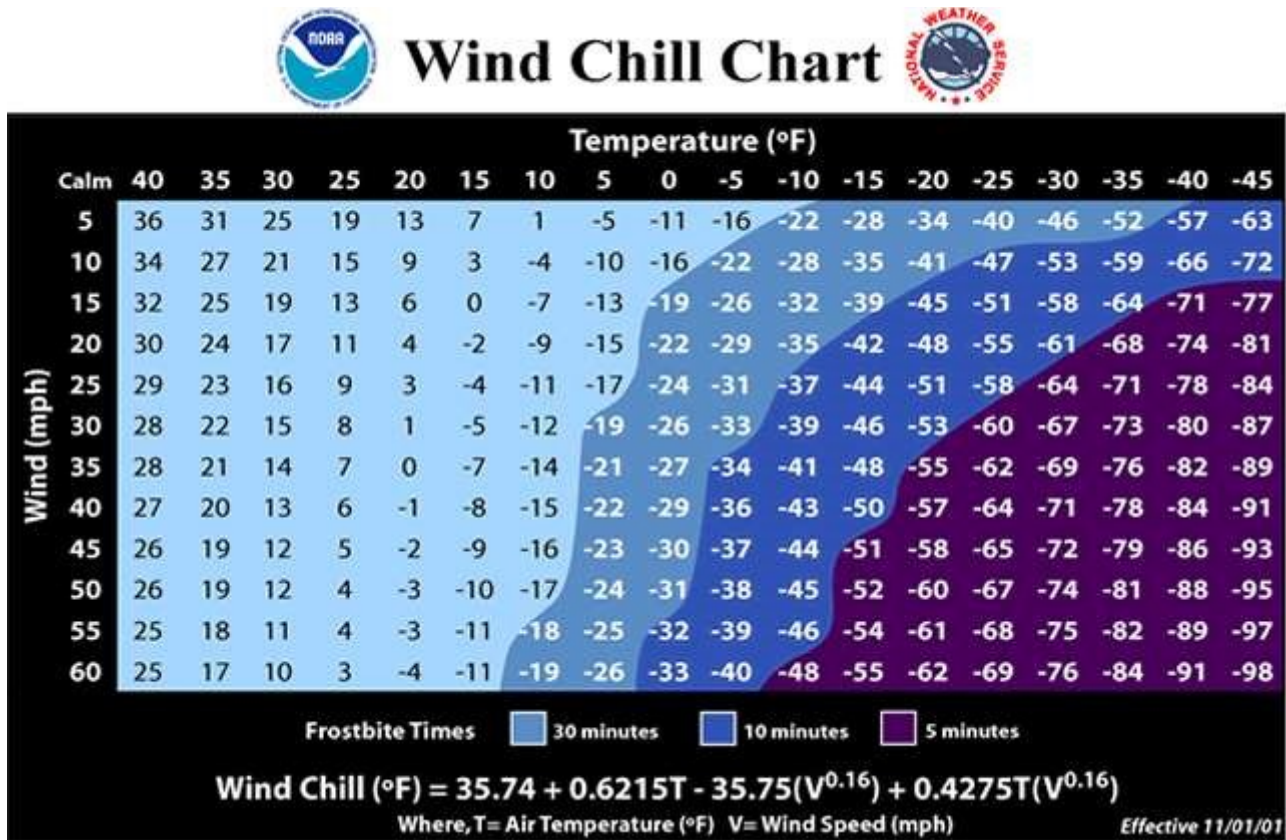 NOAA
Wind Chill Chart
NATIONAL WEATHER SERVICE
Temperature (ºF)
Calm 40 35 30 25 20 15 10 5 0 -5 -10 -15 -20 -25 -30 -35 -40 -45
Wind (mph)
5 36 31 25 19 13 7 1 -5 -11 -16 -22 -28 -34 -40 -46 -52 -57 -63
10 34 27 21 15 9 3 -4 -10 -16 -22 -28 -35 -41 -47 -53 -59 -66 -72
15 32 25 19 13 6 0 -7 -13 -19 -26 -32 -39 -45 -51 -58 -64 -71 -77
20 30 24 17 11 4 -2 -9 -15 -22 -29 -35 -42 -48 -55 -61 -68 -74 -81
25 29 23 16 9 3 -4 -11 -17 -24 -31 -37 -44 -51 -58 -64 -71 -78 -84
30 28 22 15 8 1 -5 -12 -19 -26 -33 -39 -46 -53 -60 -67 -73 -80 -87
35 28 21 14 7 0 -7 -14 -21 -27 -34 -41 -48 -55 -62 -69 -76 -82 -89
40 27 20 13 6 -1 -8 -15 -22 -29 -36 -43 -50 -57 -64 -71 -78 -84 -91
45 26 19 12 5 -2 -9 -16 -23 -30 -37 -44 -51 -58 -65 -72 -79 -86 -93
50 26 19 12 4 -3 -10 -17 -24 -31 -38 -45 -52 -60 -67 -74 -81 -88 -95
55 25 18 11 4 -3 -11 -18 -25 -32 -39 -46 -54 -61 -68 -75 -82 -89 -97
60 25 17 10 3 -4 -11 -19 -26 -33 -40 -48 -55 -62 -69 -76 -84 -91 -98
Frostbite Times 30 minutes 10 minutes 5 minutes
Wind Chill (ºF) = 35.74 + 0.6215T - 35.75(V^0.16) + 0.4275T(V^0.16)
Where, T= Air Temperature (ºF) V= Wind Speed (mph)
Effective 11/01/01